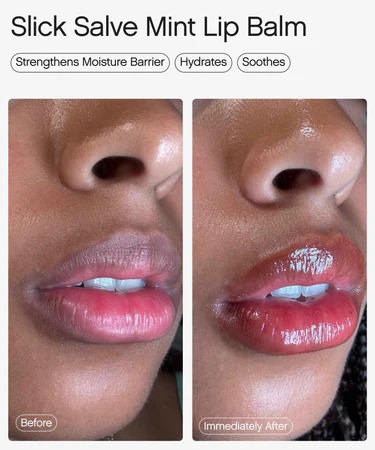 Slick Salve Mint Lip Balm
Strengthens Moisture Barrier Hydrates Soothes
Before
Immediately After